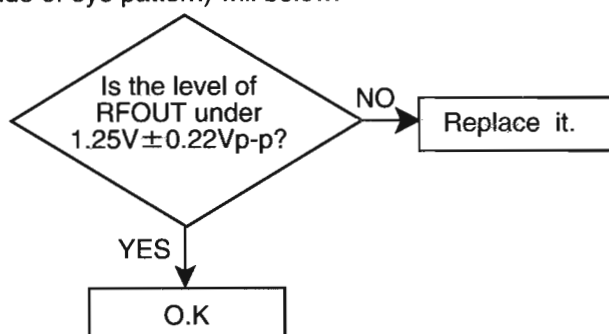 Is the level of
RFOUT under
1.25V±0.22Vp-p?
NO
Replace it.
YES
O.K